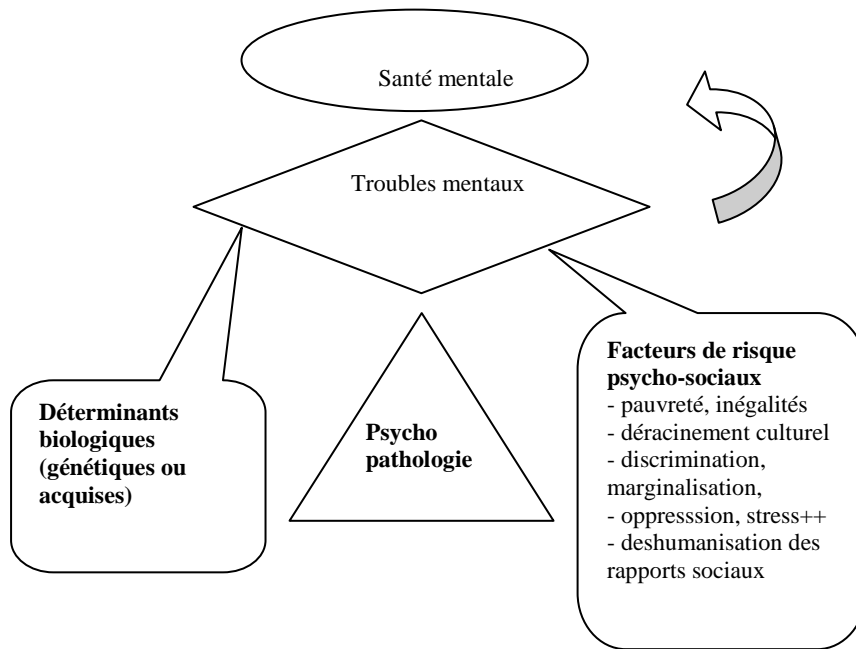 Santé mentale
Troubles mentaux
Déterminants
biologiques
(génétiques ou
acquises)
Psycho
pathologie
Facteurs de risque
psycho-sociaux
- pauvreté, inégalités
- déracinement culturel
- discrimination,
marginalisation,
- oppresssion, stress++
- deshumanisation des
rapports sociaux